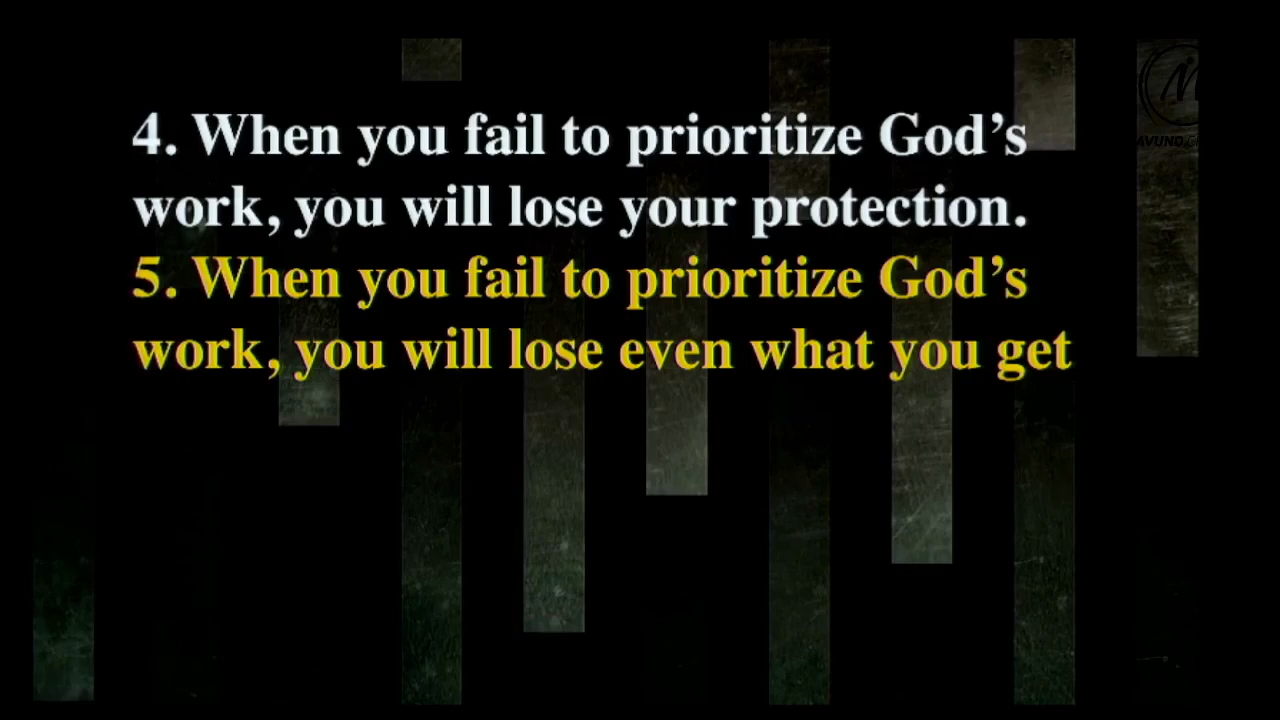 4. When you fail to prioritize God’s
work, you will lose your protection.
5. When you fail to prioritize God’s
work, you will lose even what you get